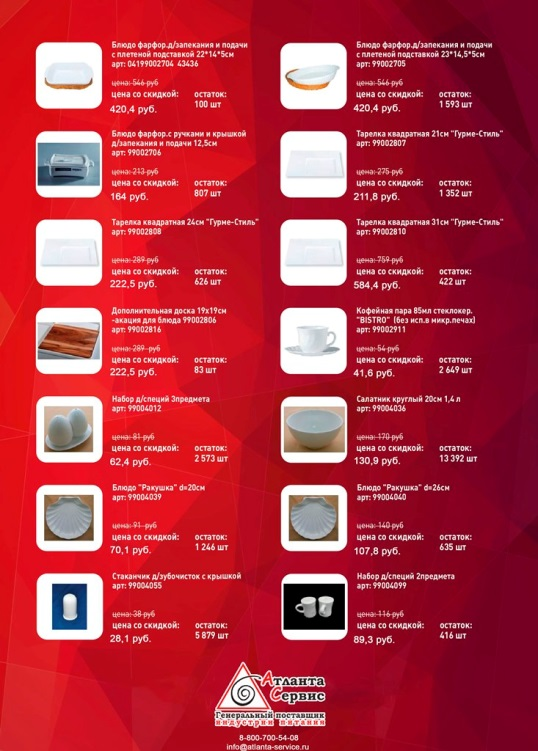 Блюдо фарфор.д/запекания и подачи
с плетеной подставкой 22*14*5см
арт: 04199002704 43436
цена: 546 руб
цена со скидкой: остаток:
420,4 руб. 100 шт
Блюдо фарфор.д/запекания и подачи
с плетеной подставкой 23*14,5*5см
арт: 99002705
цена: 546 руб
цена со скидкой: остаток:
420,4 руб. 1 593 шт
Блюдо фарфор.с ручками и крышкой
д/запекания и подачи 12,5см
арт: 99002706
цена: 213 руб
цена со скидкой: остаток:
164 руб. 807 шт
Тарелка квадратная 21см "Гурме-Стиль"
арт: 99002807
цена: 275 руб
цена со скидкой: остаток:
211,8 руб. 1 352 шт
Тарелка квадратная 24см "Гурме-Стиль"
арт: 99002808
цена: 289 руб
цена со скидкой: остаток:
222,5 руб. 626 шт
Тарелка квадратная 31см "Гурме-Стиль"
арт: 99002810
цена: 759 руб
цена со скидкой: остаток:
584,4 руб. 422 шт
Дополнительная доска 19х19см
-акация для блюда 99002806
арт: 99002816
цена: 289 руб
цена со скидкой: остаток:
222,5 руб. 83 шт
Кофейная пара 85мл стеклокер.
"BISTRO" (без исп.в микр.печах)
арт: 99002911
цена: 54 руб
цена со скидкой: остаток:
41,6 руб. 2 649 шт
Набор д/специй 3предмета
арт: 99004012
цена: 81 руб
цена со скидкой: остаток:
62,4 руб. 2 573 шт
Салатник круглый 20см 1,4 л
арт: 99004036
цена: 170 руб
цена со скидкой: остаток:
130,9 руб. 13 392 шт
Блюдо "Ракушка" d=20см
арт: 99004039
цена: 91 руб
цена со скидкой: остаток:
70,1 руб. 1 246 шт
Блюдо "Ракушка" d=26см
арт: 99004040
цена: 140 руб
цена со скидкой: остаток:
107,8 руб. 635 шт
Стаканчик д/зубочисток с крышкой
арт: 99004055
цена: 38 руб
цена со скидкой: остаток:
28,1 руб. 5 879 шт
Набор д/специй 2предмета
арт: 99004099
цена: 116 руб
цена со скидкой: остаток:
89,3 руб. 416 шт
Атланта
Сервис
Генеральный поставщик
индустрии питания
8-800-700-54-08
info@atlanta-service.ru